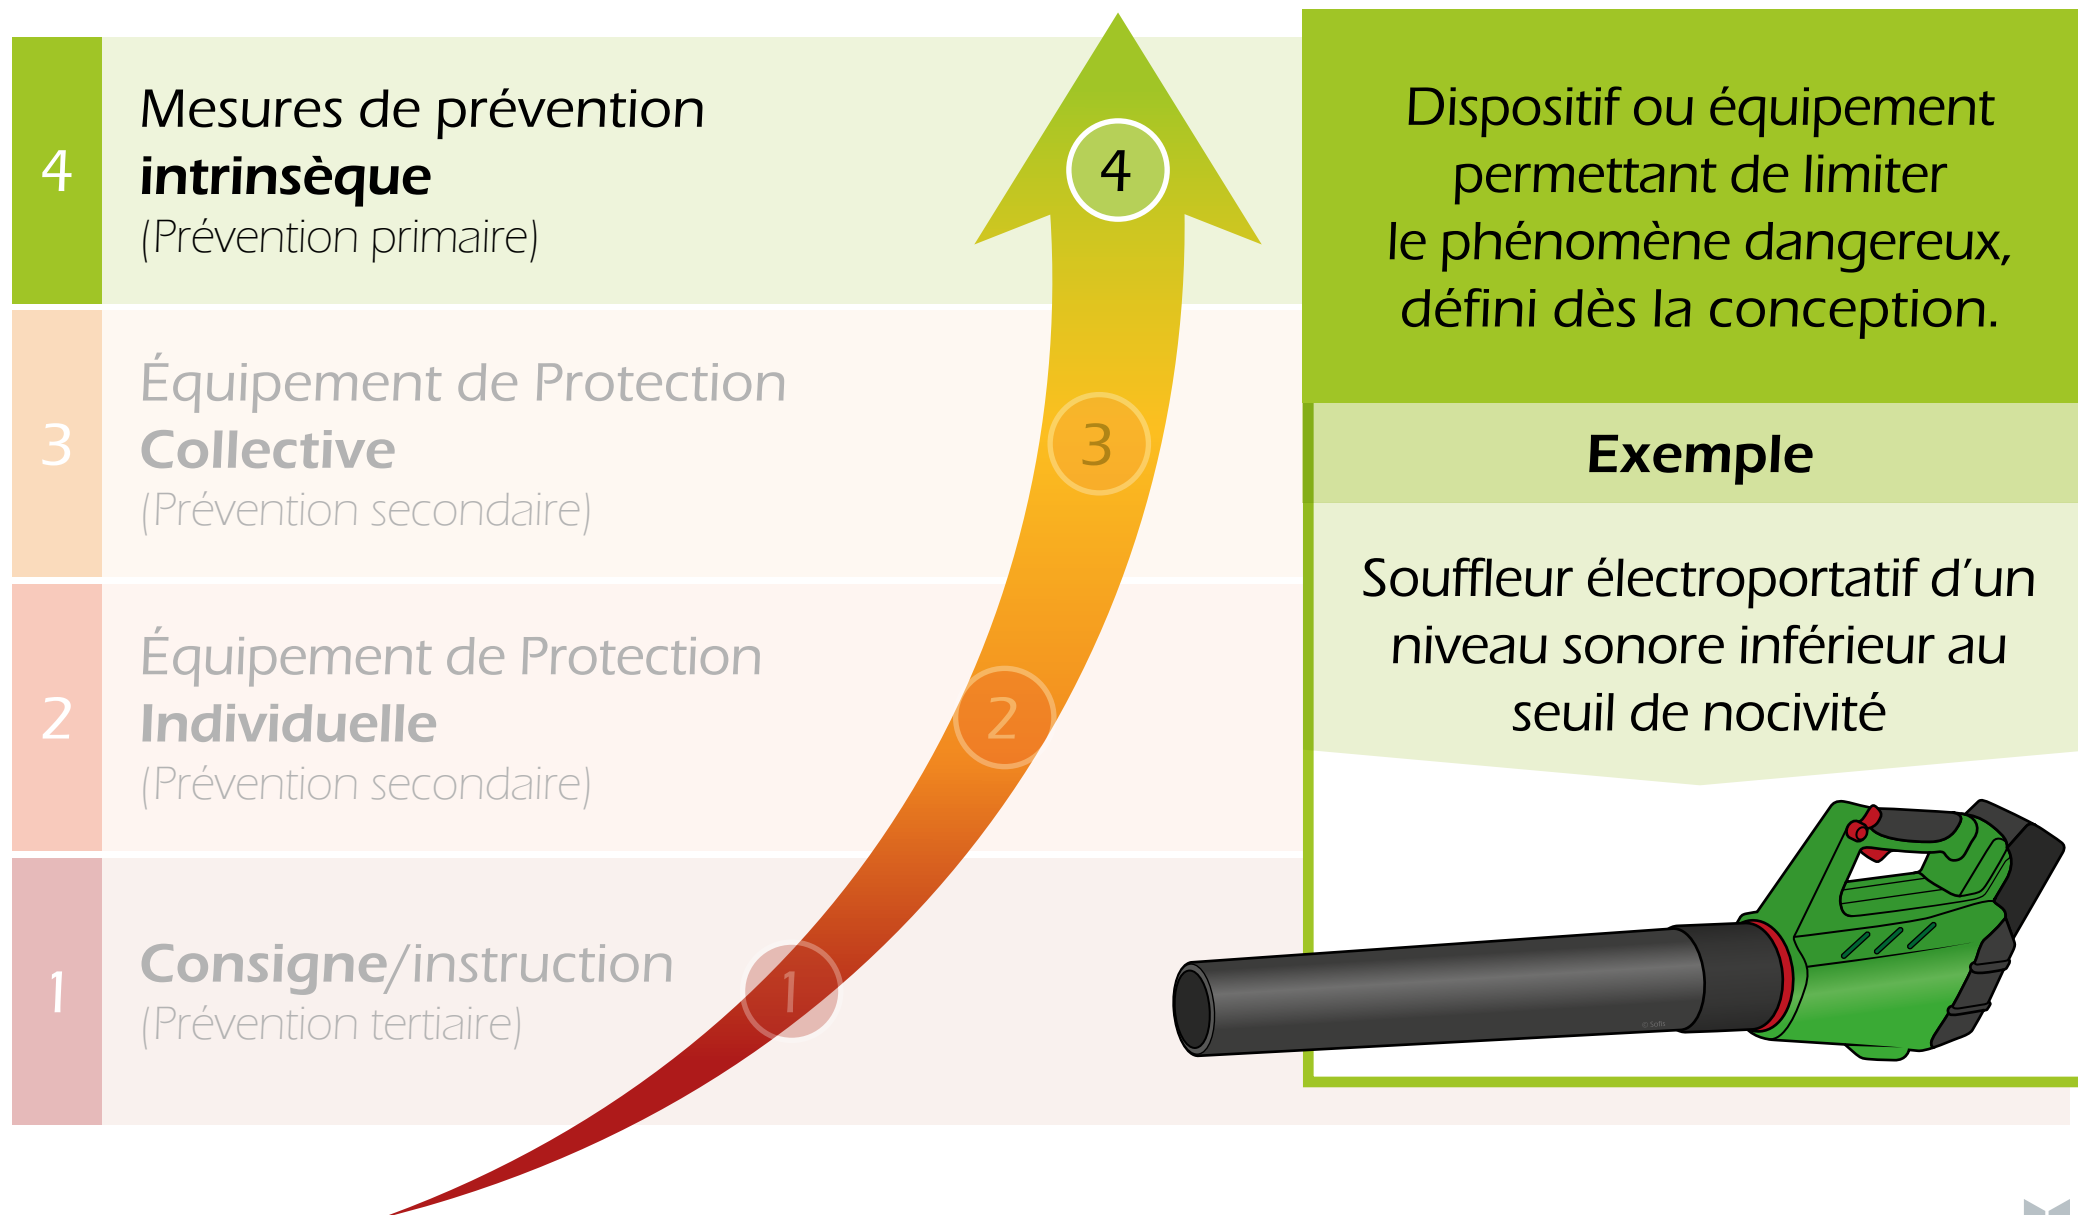 4
Mesures de prévention
intrinsèque
(Prévention primaire)
3
Équipement de Protection
Collective
(Prévention secondaire)
2
Équipement de Protection
Individuelle
(Prévention secondaire)
1
Consigne/instruction
(Prévention tertiaire)
4
3
2
1
Dispositif ou équipement
permettant de limiter
le phénomène dangereux,
défini dès la conception.
Exemple
Souffleur électroportatif d’un
niveau sonore inférieur au
seuil de nocivité
© Sofis